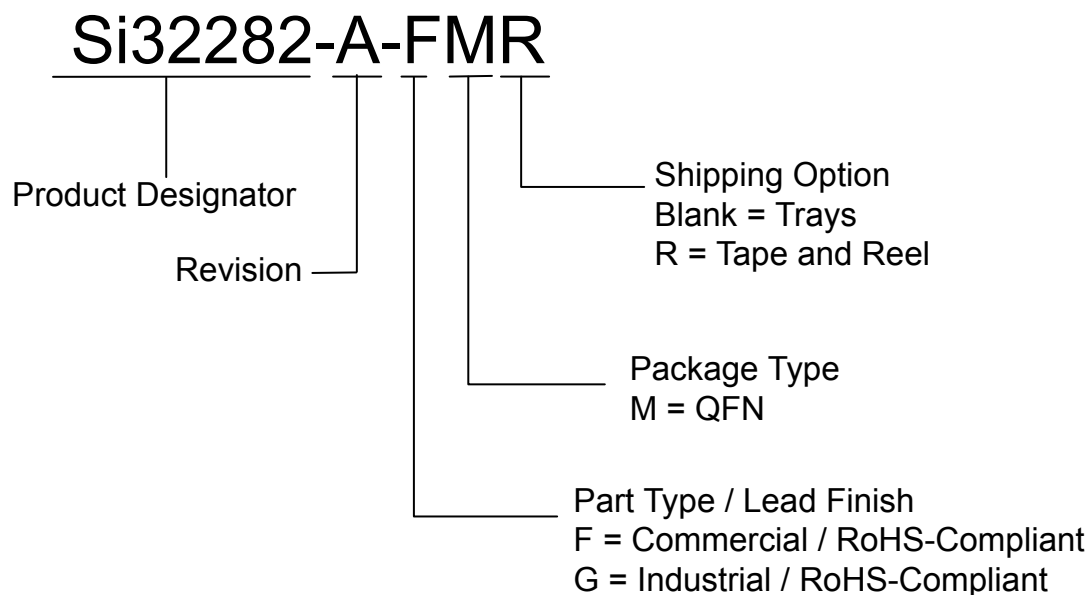 Si32282-A-FMR
Product Designator
Revision
Shipping Option
Blank = Trays
R = Tape and Reel
Package Type
M = QFN
Part Type / Lead Finish
F = Commercial / RoHS-Compliant
G = Industrial / RoHS-Compliant